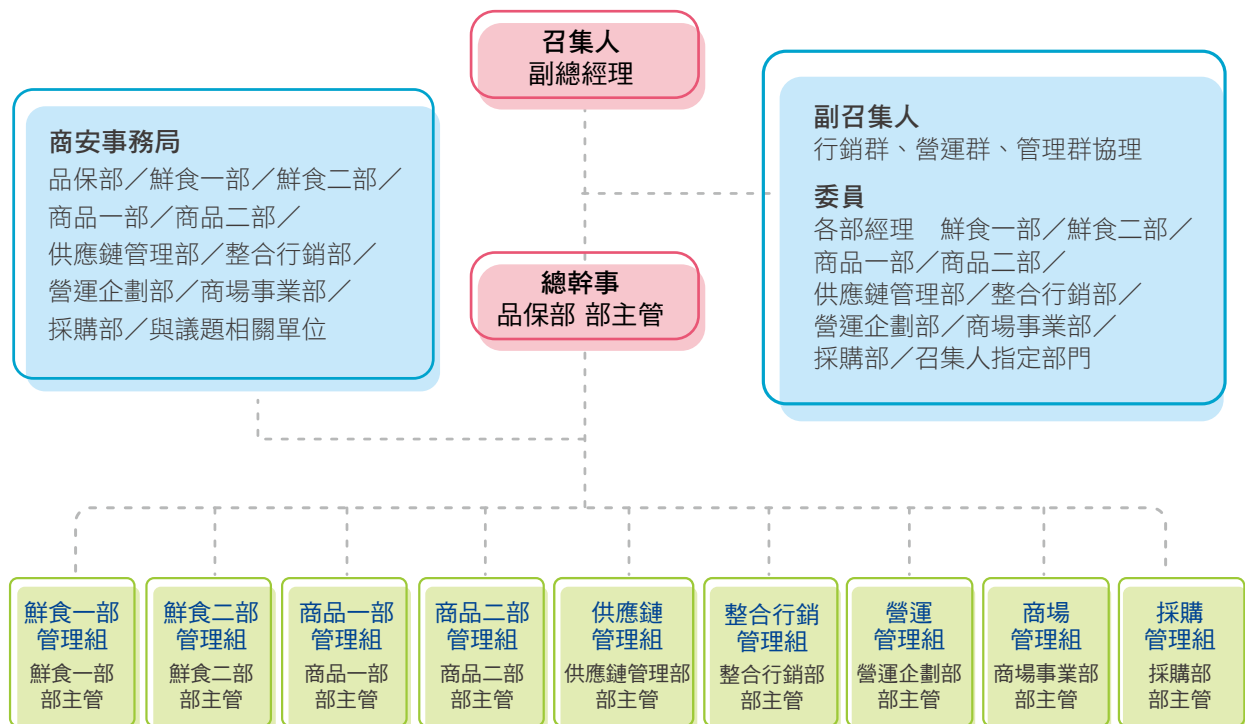 召集人
副總經理
商安事務局
品保部／鮮食一部／鮮食二部／
商品一部／商品二部／
供應鏈管理部／整合行銷部／
營運企劃部／商場事業部／
採購部／與議題相關單位
副召集人
行銷群、營運群、管理群協理
委員
各部經理　鮮食一部／鮮食二部／
商品一部／商品二部／
供應鏈管理部／整合行銷部／
營運企劃部／商場事業部／
採購部／召集人指定部門
總幹事
品保部 部主管
鮮食一部
管理組
鮮食一部
部主管
鮮食二部
管理組
鮮食二部
部主管
商品一部
管理組
商品一部
部主管
商品二部
管理組
商品二部
部主管
供應鏈
管理組
供應鏈管理部
部主管
整合行銷
管理組
整合行銷部
部主管
營運
管理組
營運企劃部
部主管
商場
管理組
商場事業部
部主管
採購
管理組
採購部
部主管